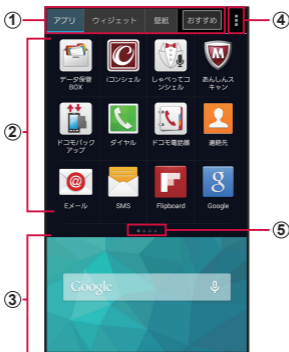 ① アプリ ウィジェット 壁紙 おすすめ ④
②
データ保管BOX iコンシェル しゃべってコンシェル あんしんスキャン
ドコモバックアップ ダイヤル ドコモ電話帳 連絡先
@
8
Eメール SMS Flipboard Google
⑤
③
Google